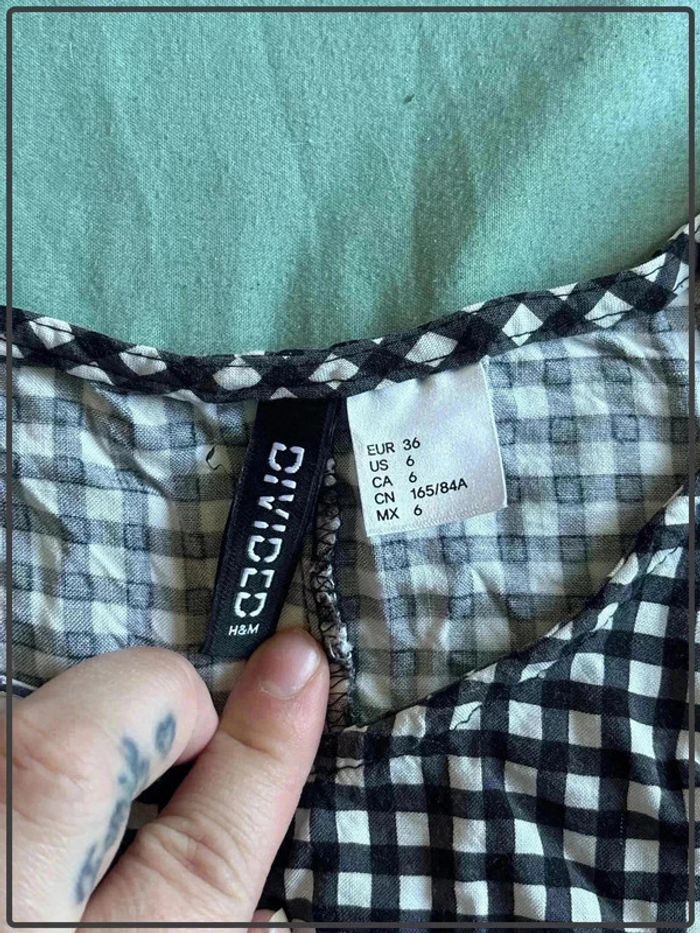 DIVIDED
H&M
EUR 36
US 6
CA 6
CN 165/84A
MX 6